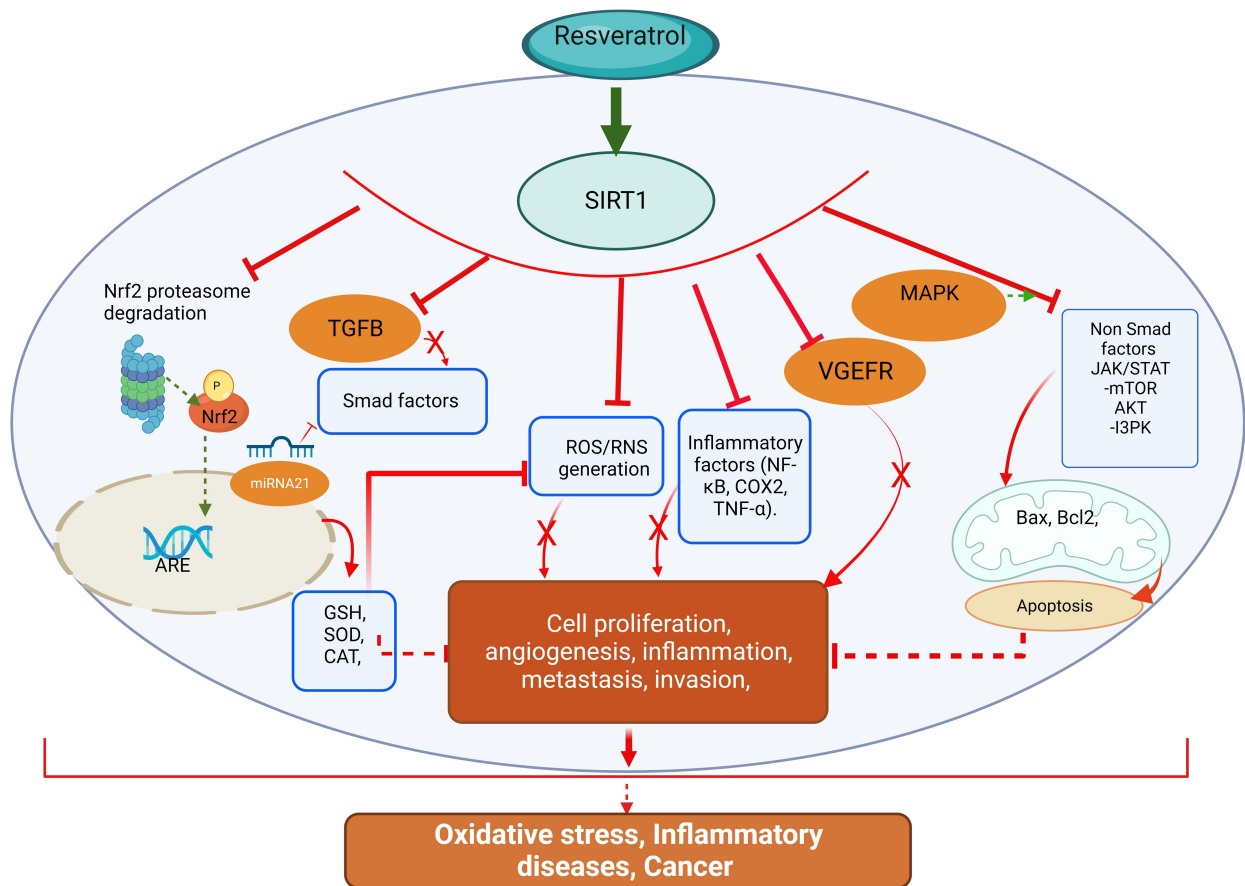 Resveratrol
SIRT1
Nrf2 proteasome
degradation
TGFB
MAPK
VGEFR
Non Smad
factors
JAK/STAT
-mTOR
AKT
-I3PK
P
Nrf2
Smad factors
miRNA21
ROS/RNS
generation
Inflammatory
factors (NF-
κB, COX2,
TNF-α).
X
X
X
X
ARE
Bax, Bcl2,
Apoptosis
GSH,
SOD,
CAT,
Cell proliferation,
angiogenesis, inflammation,
metastasis, invasion,
Oxidative stress, Inflammatory
diseases, Cancer